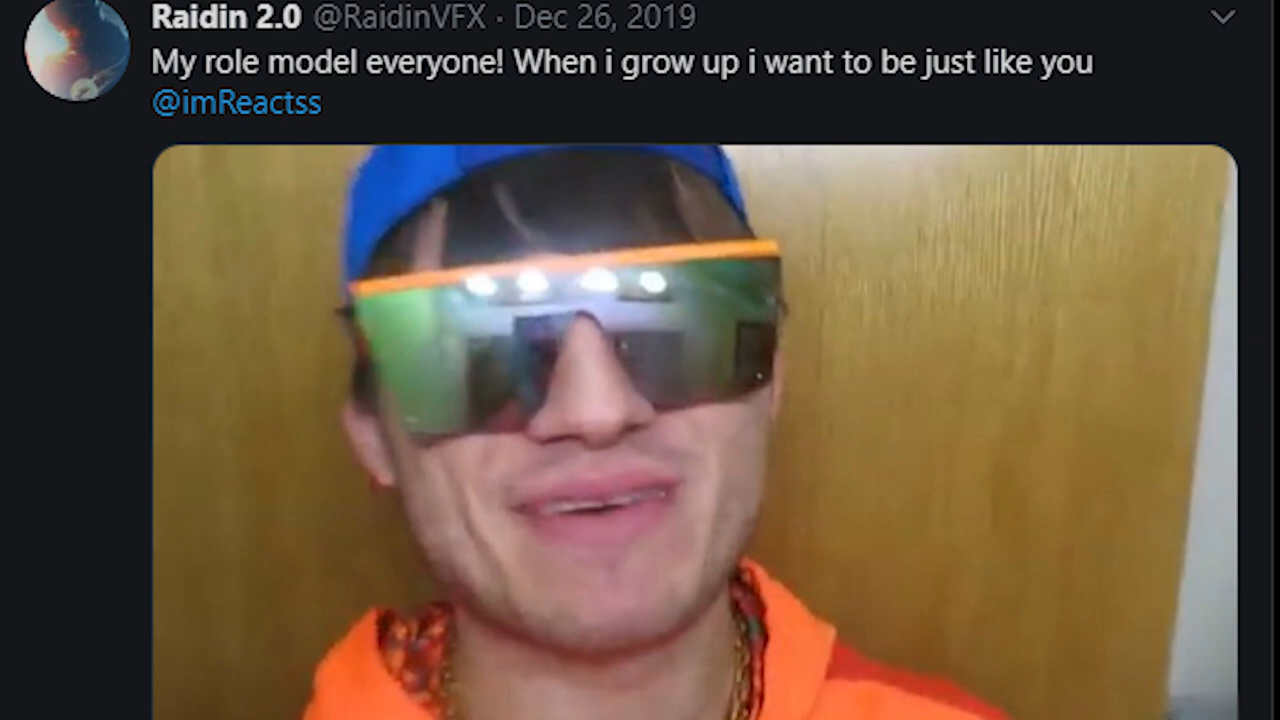 Raidin 2.0 @RaidinVFX · Dec 26, 2019
My role model everyone! When i grow up i want to be just like you
@imReactss